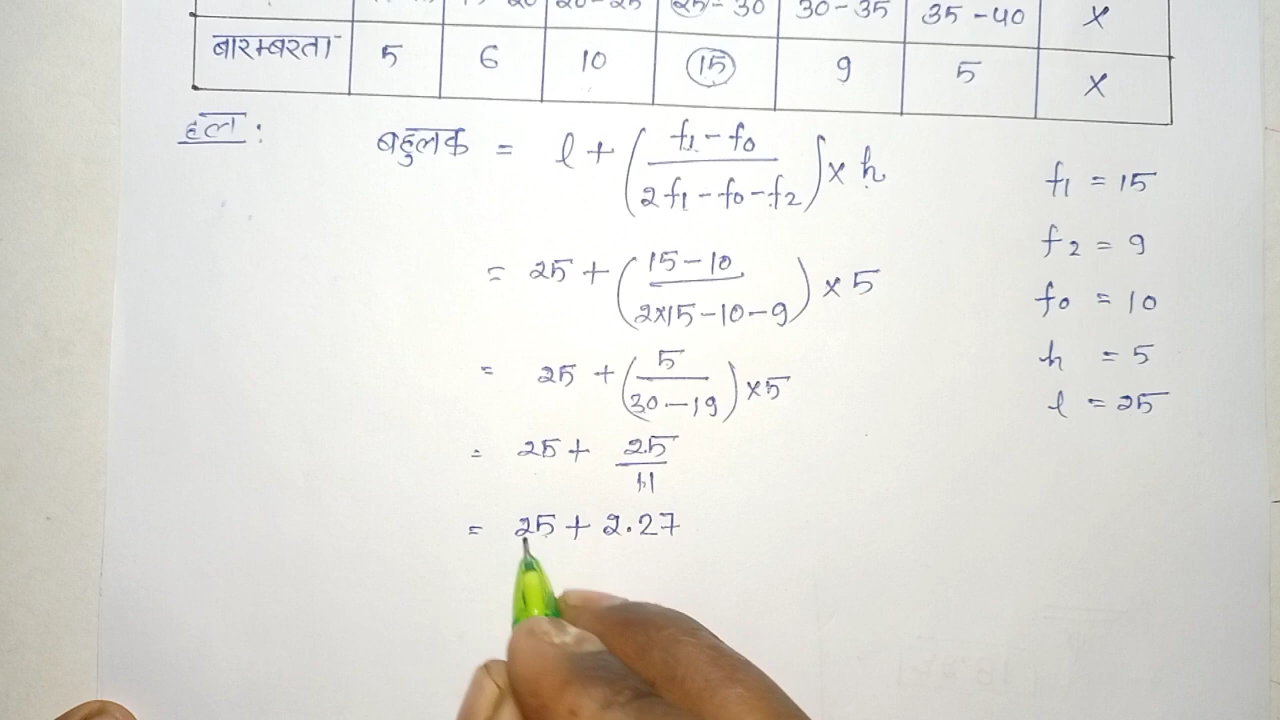 20-25 25-30 30-35 35-40 x
बारम्बरता 5 6 10 15 9 5 x
हल :
बहुलक = l + (f1 - f0 / 2f1 - f0 - f2) x h
f1 = 15
= 25 + (15-10 / 2x15-10-9) x 5
f2 = 9
f0 = 10
= 25 + (5 / 30-19) x5
h = 5
l = 25
= 25 + 25/11
= 25 + 2.27